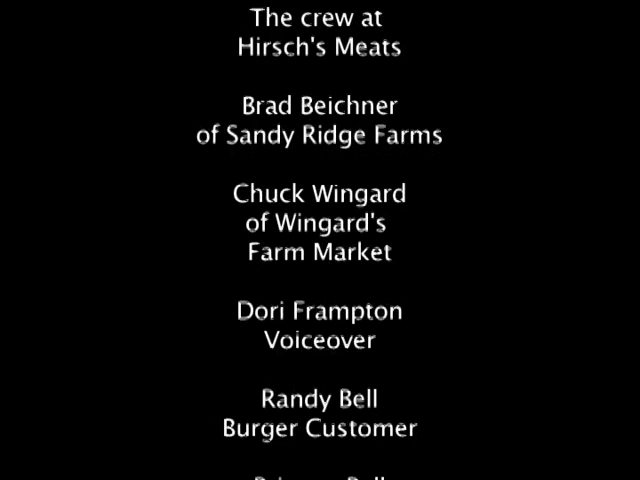 The crew at
Hirsch's Meats
Brad Beichner
of Sandy Ridge Farms
Chuck Wingard
of Wingard's
Farm Market
Dori Frampton
Voiceover
Randy Bell
Burger Customer